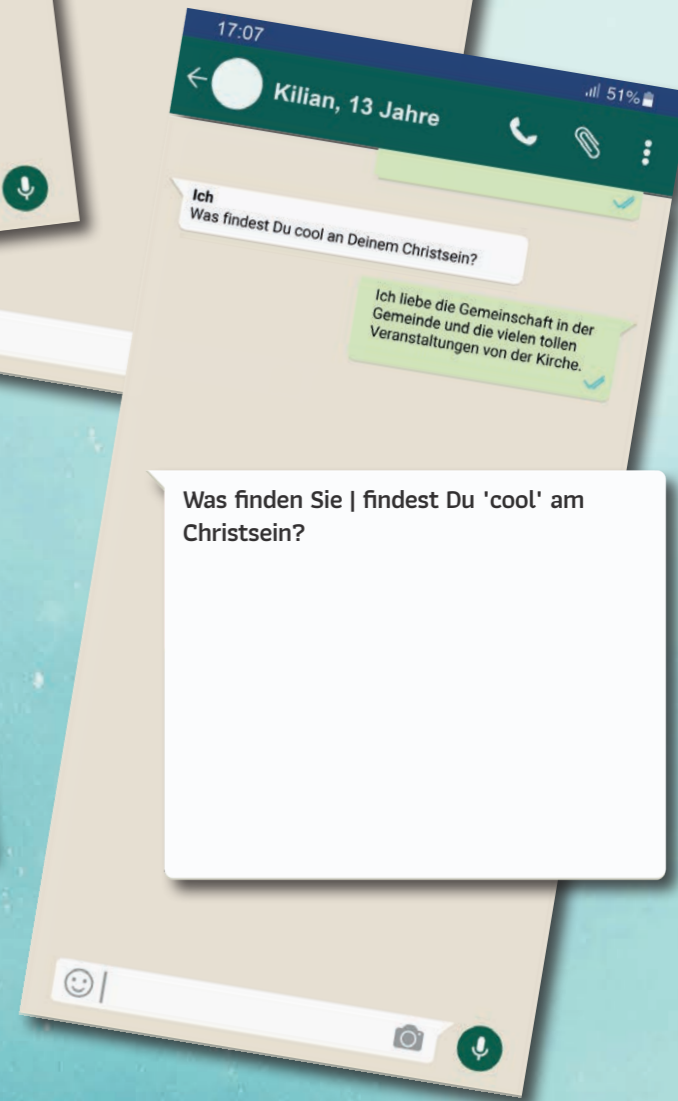 17:07
51%
Kilian, 13 Jahre
Ich
Was findest Du cool an Deinem Christsein?
Ich liebe die Gemeinschaft in der
Gemeinde und die vielen tollen
Veranstaltungen von der Kirche.
Was finden Sie | findest Du 'cool' am
Christsein?